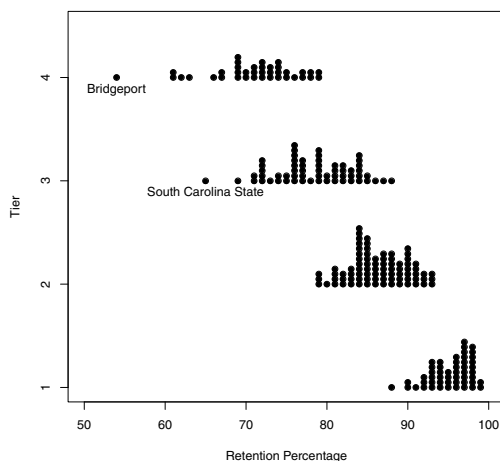 4
Bridgeport
3
South Carolina State
Tier
2
1
50 60 70 80 90 100
Retention Percentage